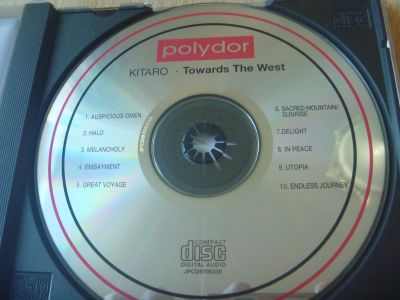 polydor
KITARO - Towards The West
1. AUSPICIOUS OMEN
2. HALO
3. MELANCHOLY
4. EMBAYMENT
5. GREAT VOYAGE
6. SACRED MOUNTAIN/
SUNRISE
7. DELIGHT
8. IN PEACE
9. UTOPIA
10. ENDLESS JOURNEY
COMPACT
disc
DIGITAL AUDIO